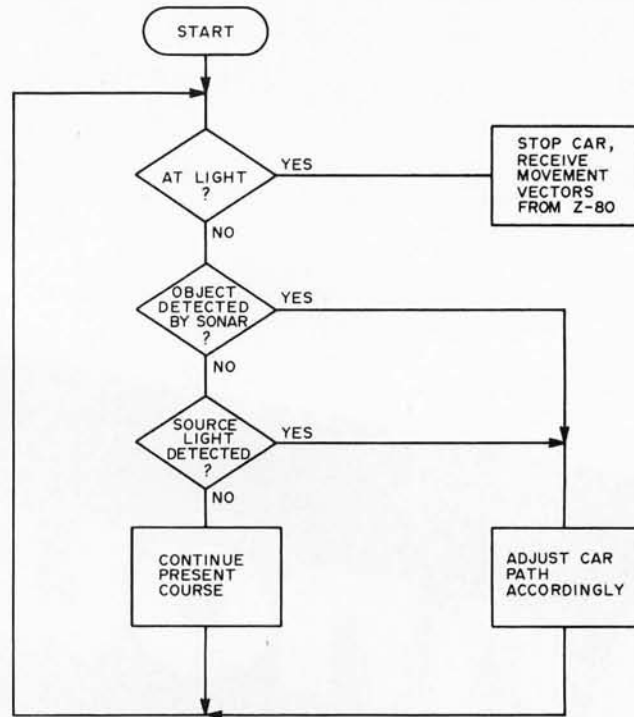 START
AT LIGHT
?
YES
STOP CAR,
RECEIVE
MOVEMENT
VECTORS
FROM Z-80
NO
OBJECT
DETECTED
BY SONAR
?
YES
NO
SOURCE
LIGHT
DETECTED
?
YES
NO
CONTINUE
PRESENT
COURSE
ADJUST CAR
PATH
ACCORDINGLY